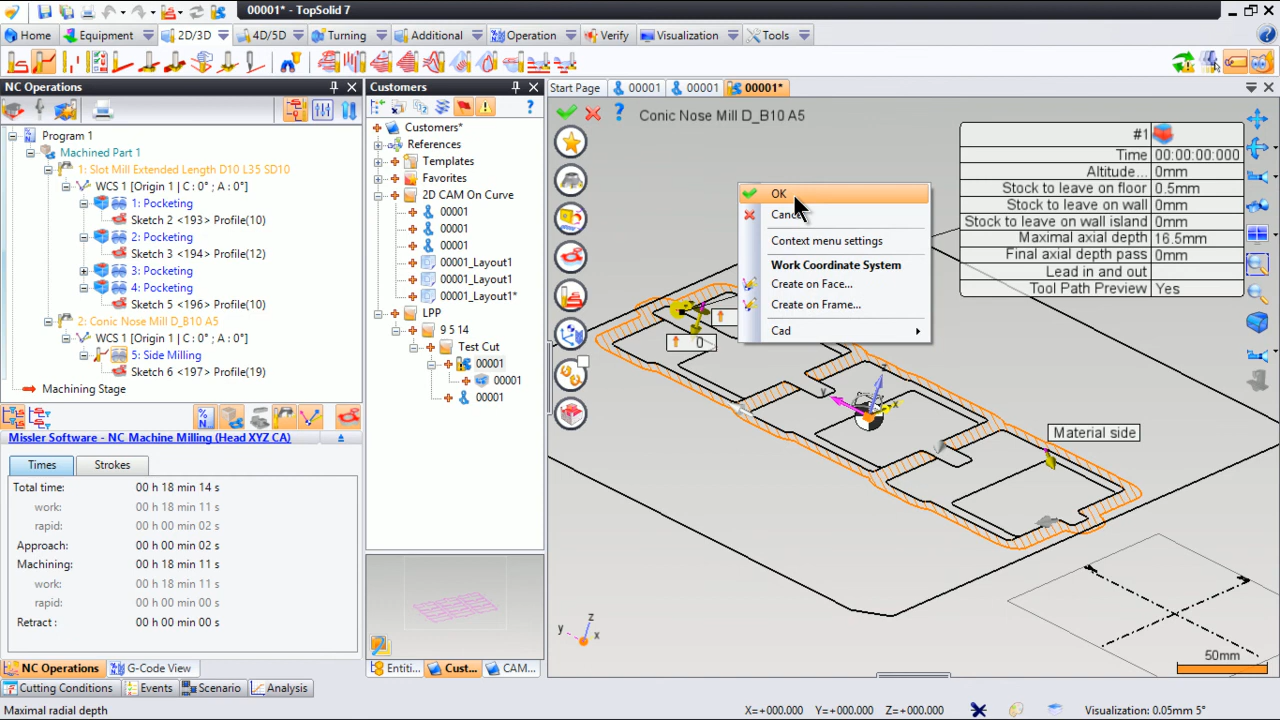 00001* - TopSolid 7
Home
Equipment
2D/3D
4D/5D
Turning
Additional
Operation
Verify
Visualization
Tools
NC Operations
Program 1
Machined Part 1
1: Slot Mill Extended Length D10 L35 SD10
WCS 1 [Origin 1 | C : 0° ; A : 0°]
1: Pocketing
Sketch 2 <193> Profile(10)
2: Pocketing
Sketch 3 <194> Profile(12)
3: Pocketing
4: Pocketing
Sketch 5 <196> Profile(10)
2: Conic Nose Mill D_B10 A5
WCS 1 [Origin 1 | C : 0° ; A : 0°]
5: Side Milling
Sketch 6 <197> Profile(19)
Machining Stage
Missler Software - NC Machine Milling (Head XYZ CA)
Times
Strokes
Total time: 00 h 18 min 14 s
work: 00 h 18 min 11 s
rapid: 00 h 00 min 02 s
Approach: 00 h 00 min 02 s
Machining: 00 h 18 min 11 s
work: 00 h 18 min 11 s
rapid: 00 h 00 min 00 s
Retract : 00 h 00 min 00 s
NC Operations
G-Code View
Cutting Conditions
Events
Scenario
Analysis
Maximal radial depth
Customers
Customers*
References
Templates
Favorites
2D CAM On Curve
00001
00001
00001
00001_Layout1
00001_Layout1
00001_Layout1*
LPP
9 5 14
Test Cut
00001
00001
00001
Entiti...
Cust...
CAM...
Start Page
00001
00001
00001*
Conic Nose Mill D_B10 A5
OK
Cancel
Context menu settings
Work Coordinate System
Create on Face...
Create on Frame...
Cad
#1
Time 00:00:00:000
Altitude... 0mm
Stock to leave on floor 0.5mm
Stock to leave on wall 0mm
Stock to leave on wall island 0mm
Maximal axial depth 16.5mm
Final axial depth pass 0mm
Lead in and out
Tool Path Preview Yes
0
z
y
x
Material side
z
y
x
50mm
X=+000.000 Y=+000.000 Z=+000.000
Visualization: 0.05mm 5°